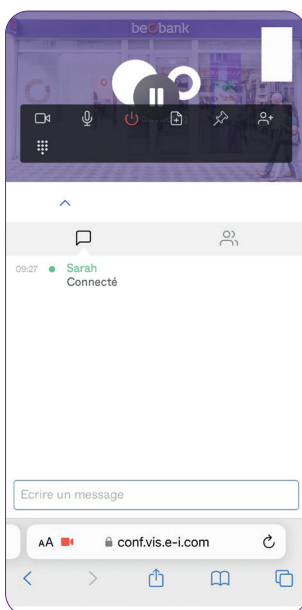 beobank
09:27 Sarah
Connecté
Ecrire un message
AA conf.vis.e-i.com